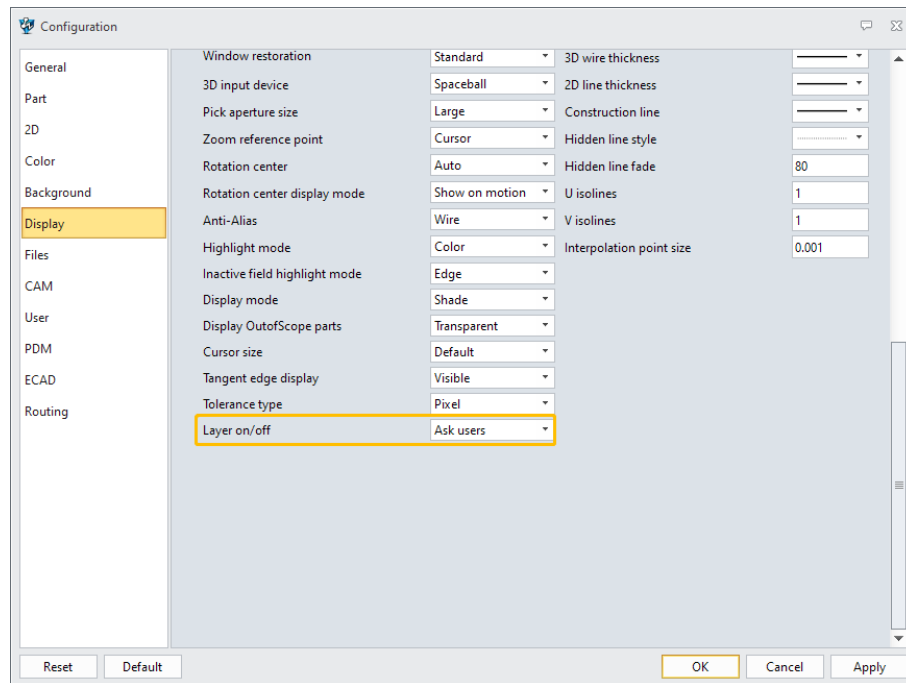 Configuration
General
Part
2D
Color
Background
Display
Files
CAM
User
PDM
ECAD
Routing
Window restoration Standard 3D wire thickness
3D input device Spaceball 2D line thickness
Pick aperture size Large Construction line
Zoom reference point Cursor Hidden line style
Rotation center Auto Hidden line fade 80
Rotation center display mode Show on motion U isolines 1
Anti-Alias Wire V isolines 1
Highlight mode Color Interpolation point size 0.001
Inactive field highlight mode Edge
Display mode Shade
Display OutofScope parts Transparent
Cursor size Default
Tangent edge display Visible
Tolerance type Pixel
Layer on/off Ask users
Reset Default OK Cancel Apply